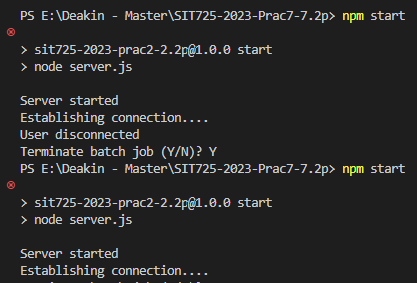 PS E:\Deakin - Master\SIT725-2023-Prac7-7.2p> npm start
> sit725-2023-prac2-2.2p@1.0.0 start
> node server.js
Server started
Establishing connection....
User disconnected
Terminate batch job (Y/N)? Y
PS E:\Deakin - Master\SIT725-2023-Prac7-7.2p> npm start
> sit725-2023-prac2-2.2p@1.0.0 start
> node server.js
Server started
Establishing connection....